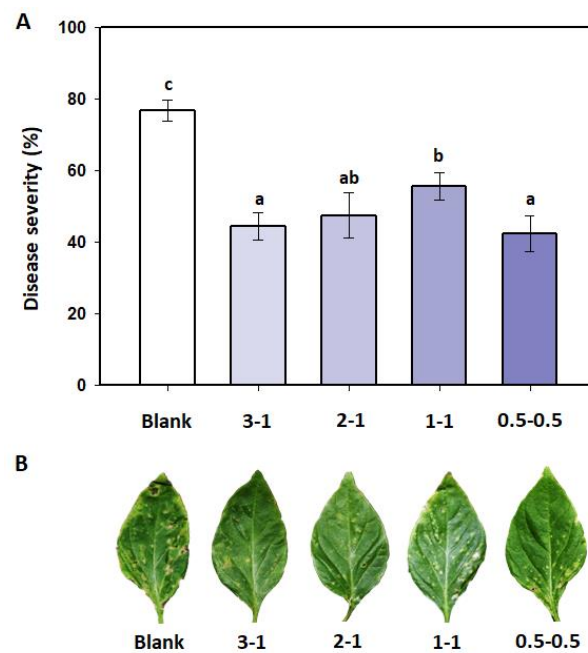 A
100
c
80
b
60
ab
a
a
40
20
0
Disease severity (%)
Blank 3-1 2-1 1-1 0.5-0.5
B
Blank 3-1 2-1 1-1 0.5-0.5